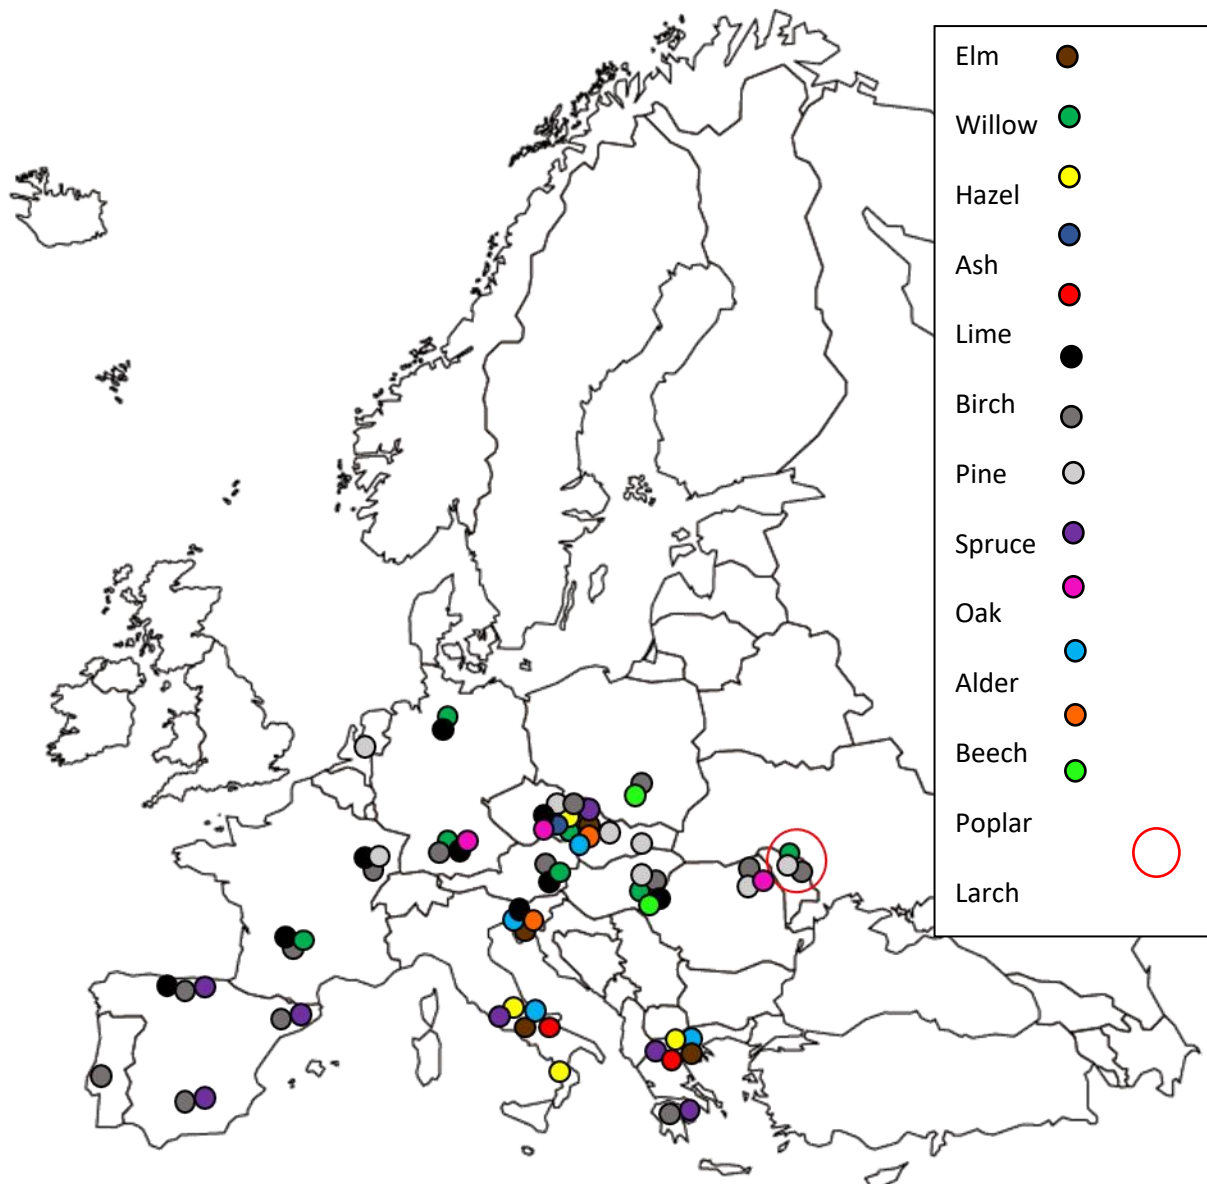 Elm
Willow
Hazel
Ash
Lime
Birch
Pine
Spruce
Oak
Alder
Beech
Poplar
Larch